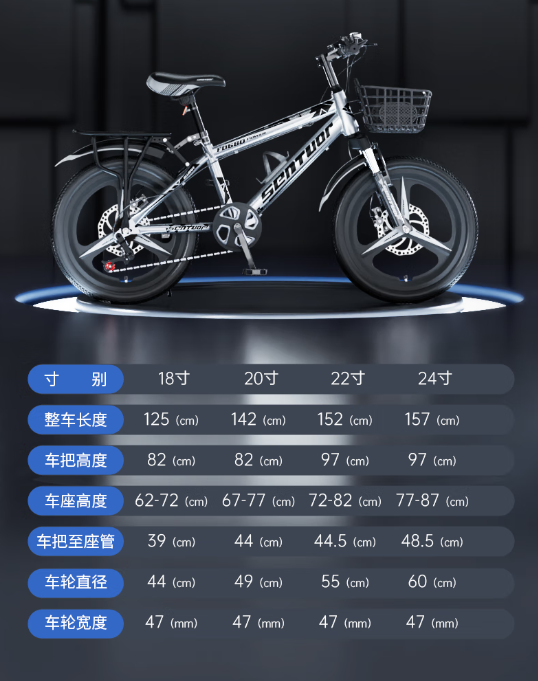 SENTUOR
寸 别 18寸 20寸 22寸 24寸
整车长度 125 (cm) 142 (cm) 152 (cm) 157 (cm)
车把高度 82 (cm) 82 (cm) 97 (cm) 97 (cm)
车座高度 62-72 (cm) 67-77 (cm) 72-82 (cm) 77-87 (cm)
车把至座管 39 (cm) 44 (cm) 44.5 (cm) 48.5 (cm)
车轮直径 44 (cm) 49 (cm) 55 (cm) 60 (cm)
车轮宽度 47 (mm) 47 (mm) 47 (mm) 47 (mm)